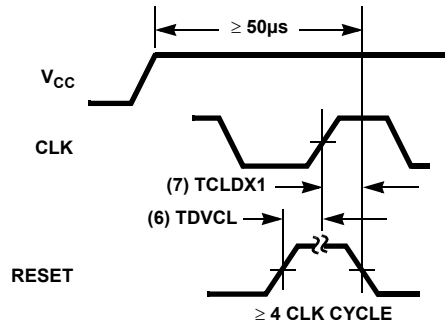 ≥ 50µs
VCC
CLK
(7) TCLDX1
(6) TDVCL
RESET
≥ 4 CLK CYCLE